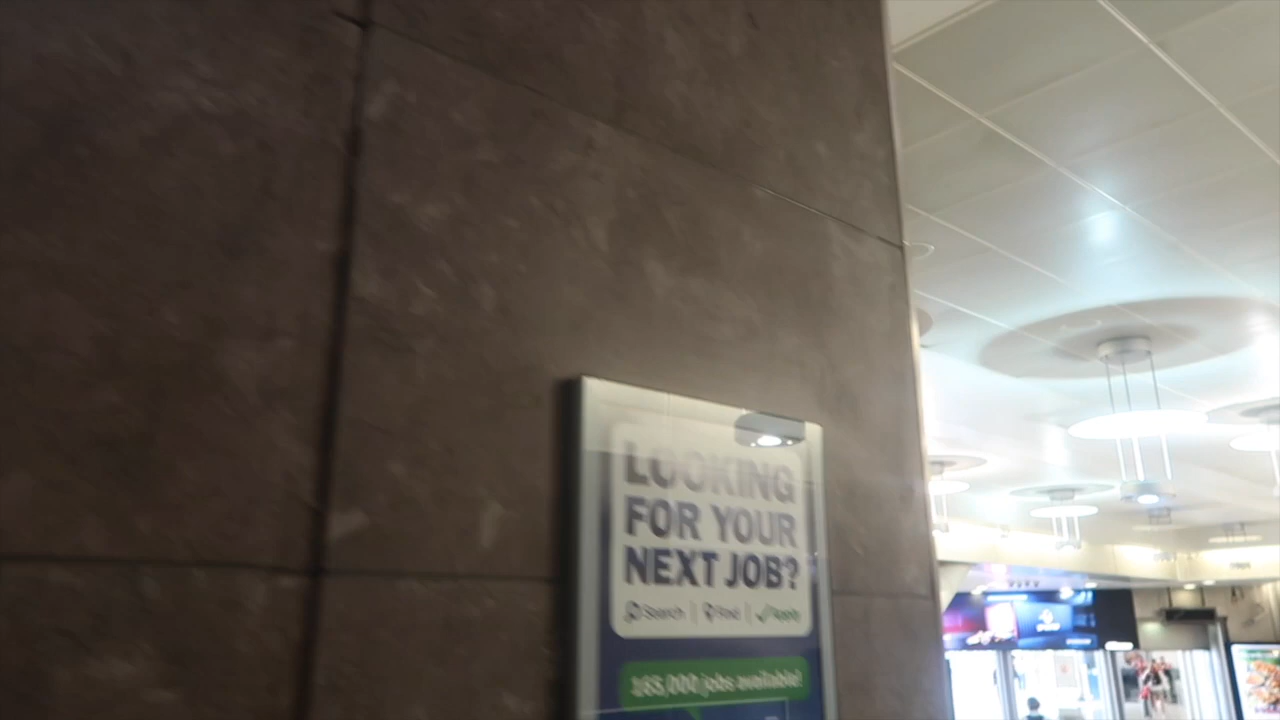 LOOKING
FOR YOUR
NEXT JOB?
Search | Find | Apply
165,000 jobs available!